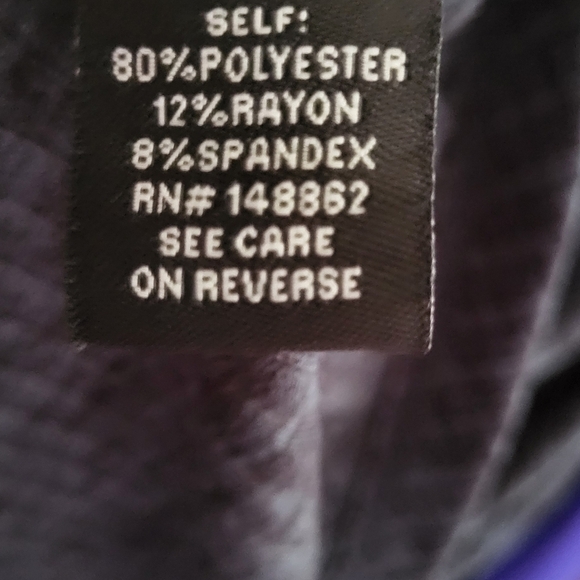 SELF:
80%POLYESTER
12%RAYON
8%SPANDEX
RN# 148862
SEE CARE
ON REVERSE